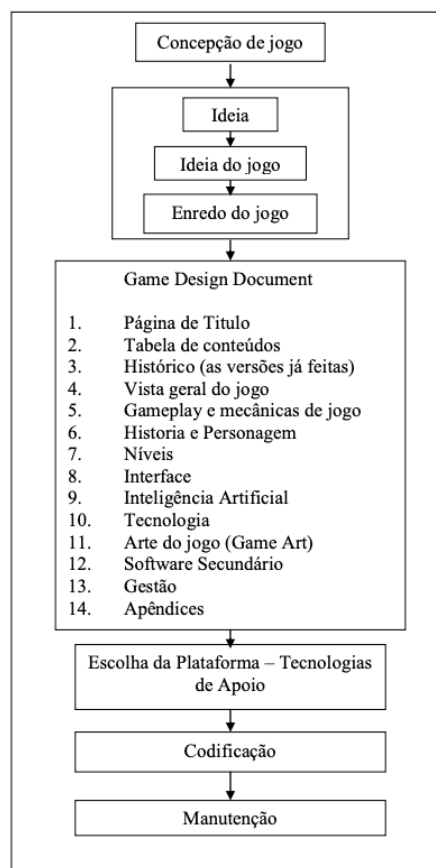 Concepção de jogo
Ideia
Ideia do jogo
Enredo do jogo
Game Design Document
1. Página de Titulo
2. Tabela de conteúdos
3. Histórico (as versões já feitas)
4. Vista geral do jogo
5. Gameplay e mecânicas de jogo
6. Historia e Personagem
7. Níveis
8. Interface
9. Inteligência Artificial
10. Tecnologia
11. Arte do jogo (Game Art)
12. Software Secundário
13. Gestão
14. Apêndices
Escolha da Plataforma – Tecnologias
de Apoio
Codificação
Manutenção